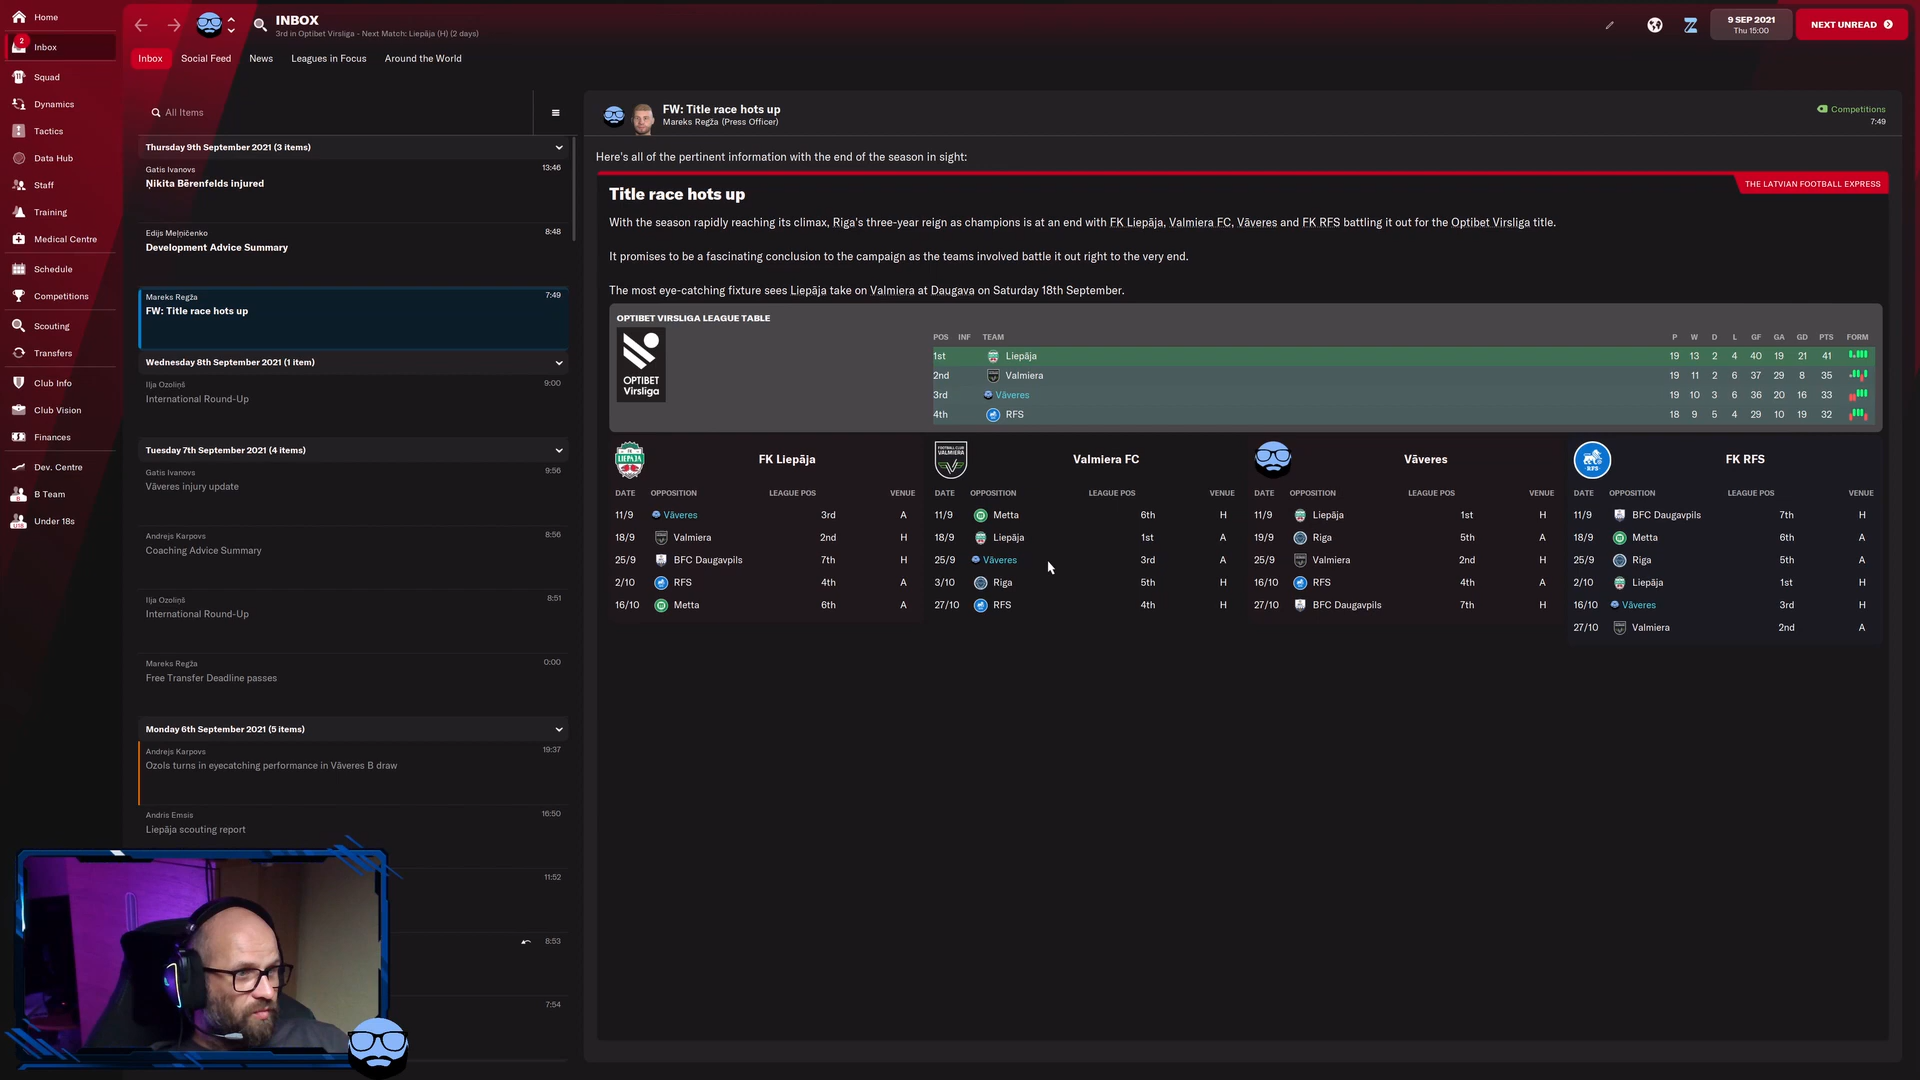 Home
INBOX
3rd in Optibet Virsliga - Next Match: Liepāja (H) (2 days)
9 SEP 2021
Thu 15:00
NEXT UNREAD
2
Inbox
Squad
Dynamics
Tactics
Data Hub
Staff
Training
Medical Centre
Schedule
Competitions
Scouting
Transfers
Club Info
Club Vision
Finances
Dev. Centre
B Team
Under 18s
Inbox Social Feed News Leagues in Focus Around the World
All Items
Thursday 9th September 2021 (3 items)
Gatis Ivanovs 13:46
Ņikita Bērenfelds injured
Edijs Meļničenko 8:48
Development Advice Summary
Mareks Regža 7:49
FW: Title race hots up
Wednesday 8th September 2021 (1 item)
Iļja Ozoliņš 9:00
International Round-Up
Tuesday 7th September 2021 (4 items)
Gatis Ivanovs 9:56
Vāveres injury update
Andrejs Karpovs 8:56
Coaching Advice Summary
Iļja Ozoliņš 8:51
International Round-Up
Mareks Regža 0:00
Free Transfer Deadline passes
Monday 6th September 2021 (5 items)
Andrejs Karpovs 19:37
Ozols turns in eyecatching performance in Vāveres B draw
Andris Emsis 16:50
Liepāja scouting report
11:52
8:53
7:54
FW: Title race hots up
Mareks Regža (Press Officer)
Competitions
7:49
Here's all of the pertinent information with the end of the season in sight:
THE LATVIAN FOOTBALL EXPRESS
Title race hots up
With the season rapidly reaching its climax, Riga's three-year reign as champions is at an end with FK Liepāja, Valmiera FC, Vāveres and FK RFS battling it out for the Optibet Virsliga title.
It promises to be a fascinating conclusion to the campaign as the teams involved battle it out right to the very end.
The most eye-catching fixture sees Liepāja take on Valmiera at Daugava on Saturday 18th September.
OPTIBET VIRSLIGA LEAGUE TABLE
OPTIBET
Virsliga
POS INF TEAM P W D L GF GA GD PTS FORM
1st Liepāja 19 13 2 4 40 19 21 41
2nd Valmiera 19 11 2 6 37 29 8 35
3rd Vāveres 19 10 3 6 36 20 16 33
4th RFS 18 9 5 4 29 10 19 32
FK Liepāja
DATE OPPOSITION LEAGUE POS VENUE
11/9 Vāveres 3rd A
18/9 Valmiera 2nd H
25/9 BFC Daugavpils 7th H
2/10 RFS 4th A
16/10 Metta 6th A
Valmiera FC
DATE OPPOSITION LEAGUE POS VENUE
11/9 Metta 6th H
18/9 Liepāja 1st A
25/9 Vāveres 3rd A
3/10 Riga 5th H
27/10 RFS 4th H
Vāveres
DATE OPPOSITION LEAGUE POS VENUE
11/9 Liepāja 1st H
19/9 Riga 5th A
25/9 Valmiera 2nd H
16/10 RFS 4th A
27/10 BFC Daugavpils 7th H
FK RFS
DATE OPPOSITION LEAGUE POS VENUE
11/9 BFC Daugavpils 7th H
18/9 Metta 6th A
25/9 Riga 5th A
2/10 Liepāja 1st H
16/10 Vāveres 3rd H
27/10 Valmiera 2nd A